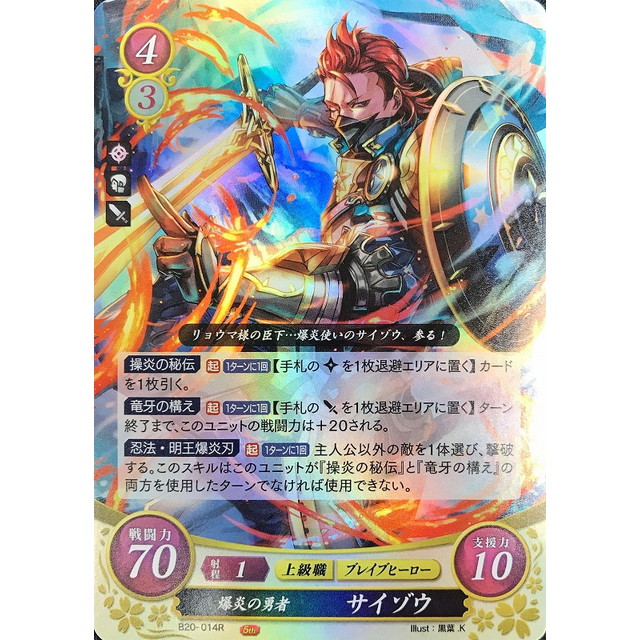 4
3
リョウマ様の臣下…爆炎使いのサイゾウ、参る!
操炎の秘伝 起 1ターンに1回【手札の を1枚退避エリアに置く】カード
を1枚引く。
竜牙の構え 起 1ターンに1回【手札の を1枚退避エリアに置く】ターン
終了まで、このユニットの戦闘力は+20される。
忍法・明王爆炎刃 起 1ターンに1回 主人公以外の敵を1体選び、撃破
する。このスキルはこのユニットが『操炎の秘伝』と『竜牙の構え』の
両方を使用したターンでなければ使用できない。
戦闘力
70
射程 1 上級職 ブレイブヒーロー
支援力
10
爆炎の勇者 サイゾウ
B20-014R 5th Illust:黒葉.K